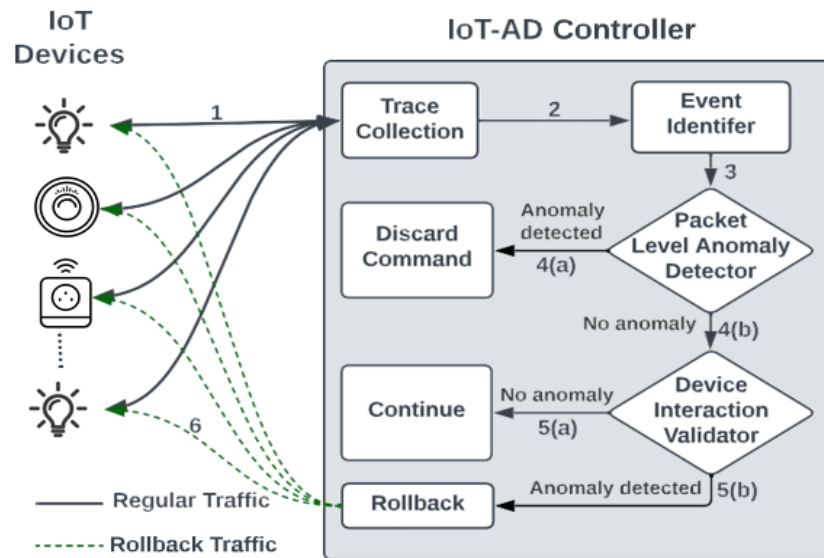 IoT
Devices
IoT-AD Controller
1
Trace
Collection
2
Event
Identifer
3
Packet
Level Anomaly
Detector
Anomaly
detected
4(a)
Discard
Command
No anomaly
4(b)
Device
Interaction
Validator
No anomaly
5(a)
Continue
5(b)
Anomaly detected
Rollback
6
Regular Traffic
Rollback Traffic